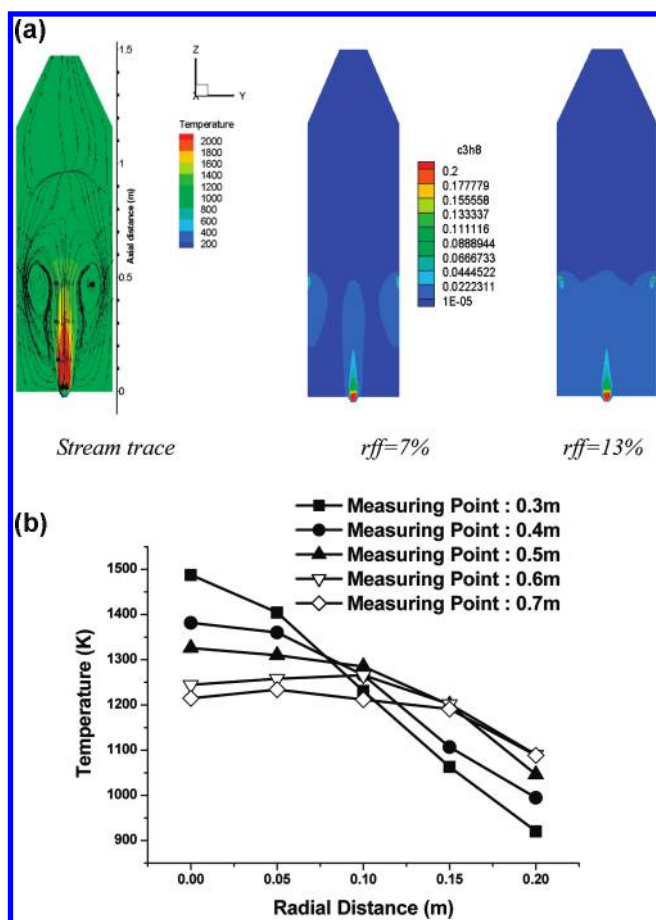 (a)
1.5
1
0.5
0
Axial distance (m)
Z
X
Y
Temperature
2000
1800
1600
1400
1200
1000
800
600
400
200
c3h8
0.2
0.177779
0.155558
0.133337
0.111116
0.0888944
0.0666733
0.0444522
0.0222311
1E-05
Stream trace
rff=7%
rff=13%
(b)
Measuring Point : 0.3m
Measuring Point : 0.4m
Measuring Point : 0.5m
Measuring Point : 0.6m
Measuring Point : 0.7m
1500
1400
1300
1200
1100
1000
900
Temperature (K)
0.00 0.05 0.10 0.15 0.20
Radial Distance (m)